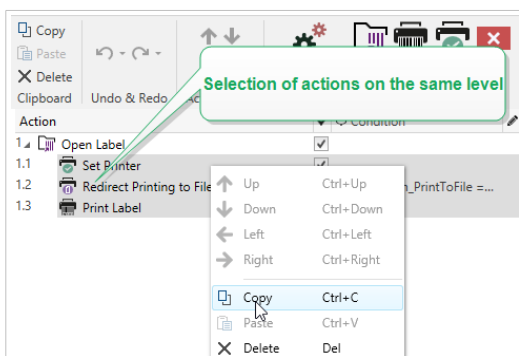 Copy
Paste
Delete
Clipboard Undo & Redo
Selection of actions on the same level
Action Condition
1 Open Label
1.1 Set Printer
1.2 Redirect Printing to File n_PrintToFile =...
1.3 Print Label
Up Ctrl+Up
Down Ctrl+Down
Left Ctrl+Left
Right Ctrl+Right
Copy Ctrl+C
Paste Ctrl+V
Delete Del